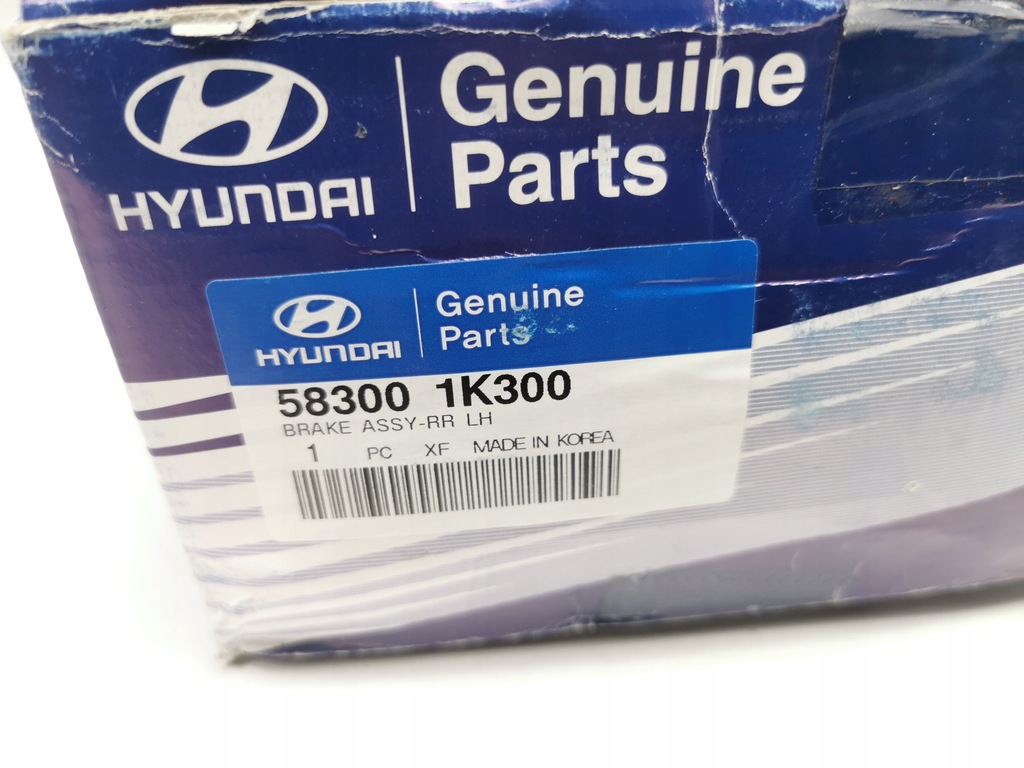 HYUNDAI
Genuine
Parts
HYUNDAI
Genuine
Parts
58300 1K300
BRAKE ASSY-RR LH
1 PC XF MADE IN KOREA